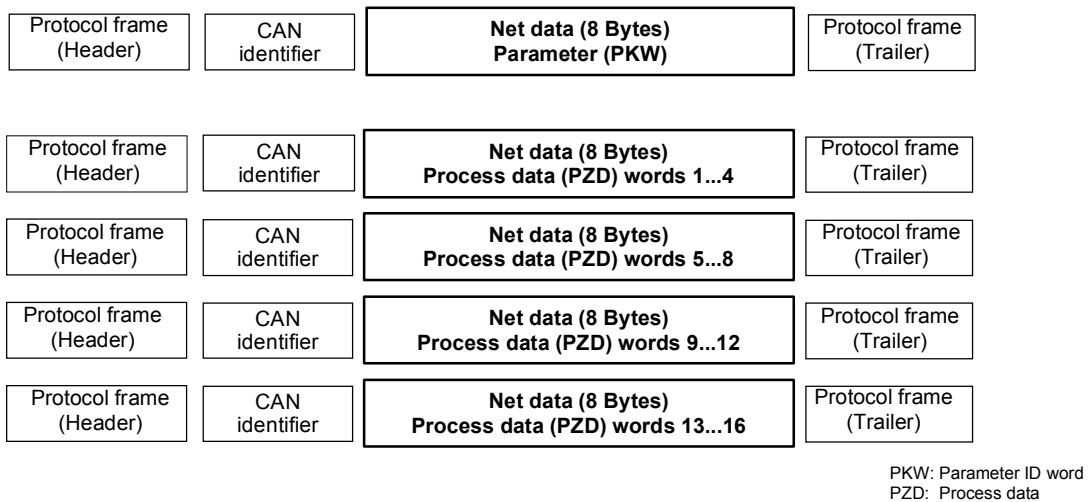 Protocol frame
(Header)
CAN
identifier
Net data (8 Bytes)
Parameter (PKW)
Protocol frame
(Trailer)
Protocol frame
(Header)
CAN
identifier
Net data (8 Bytes)
Process data (PZD) words 1...4
Protocol frame
(Trailer)
Protocol frame
(Header)
CAN
identifier
Net data (8 Bytes)
Process data (PZD) words 5...8
Protocol frame
(Trailer)
Protocol frame
(Header)
CAN
identifier
Net data (8 Bytes)
Process data (PZD) words 9...12
Protocol frame
(Trailer)
Protocol frame
(Header)
CAN
identifier
Net data (8 Bytes)
Process data (PZD) words 13...16
Protocol frame
(Trailer)
PKW: Parameter ID word
PZD: Process data